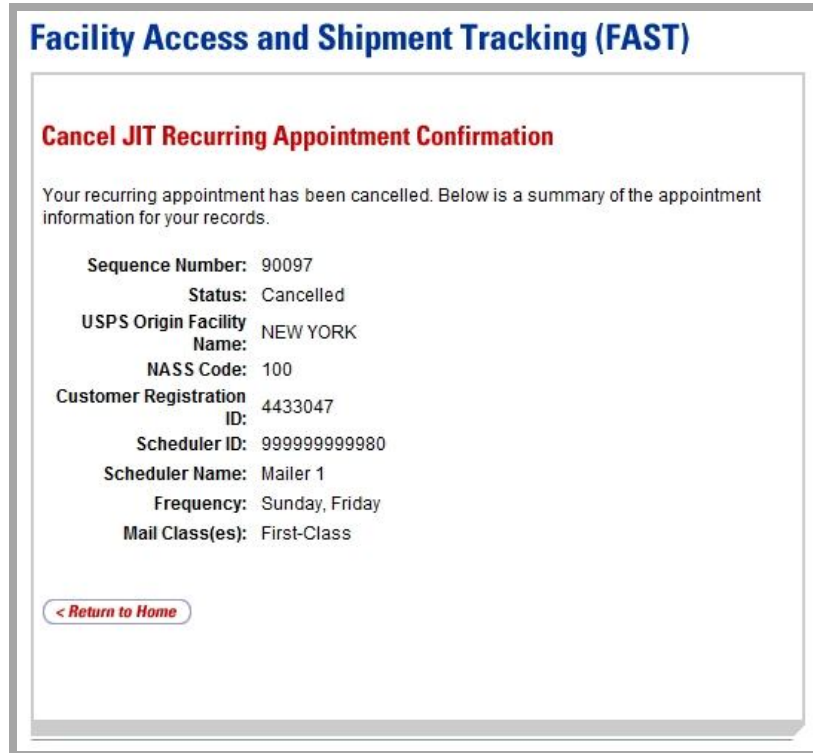 Facility Access and Shipment Tracking (FAST)
Cancel JIT Recurring Appointment Confirmation
Your recurring appointment has been cancelled. Below is a summary of the appointment
information for your records.
Sequence Number: 90097
Status: Cancelled
USPS Origin Facility
Name: NEW YORK
NASS Code: 100
Customer Registration
ID: 4433047
Scheduler ID: 999999999980
Scheduler Name: Mailer 1
Frequency: Sunday, Friday
Mail Class(es): First-Class
< Return to Home